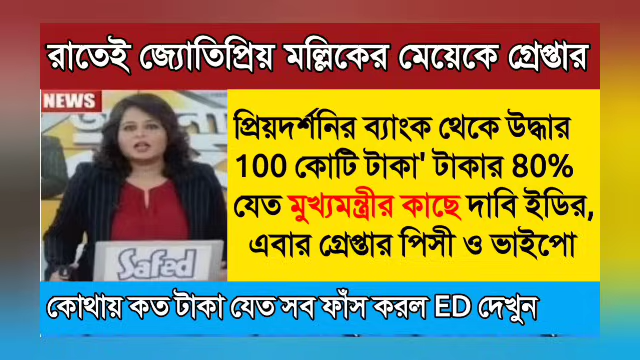 রাতেই জ্যোতিপ্রিয় মল্লিকের মেয়েকে গ্রেপ্তার
NEWS
প্রিয়দর্শনির ব্যাংক থেকে উদ্ধার
100 কোটি টাকা' টাকার 80%
যেত মুখ্যমন্ত্রীর কাছে দাবি ইডির,
এবার গ্রেপ্তার পিসী ও ভাইপো
Safed
কোথায় কত টাকা যেত সব ফাঁস করল ED দেখুন